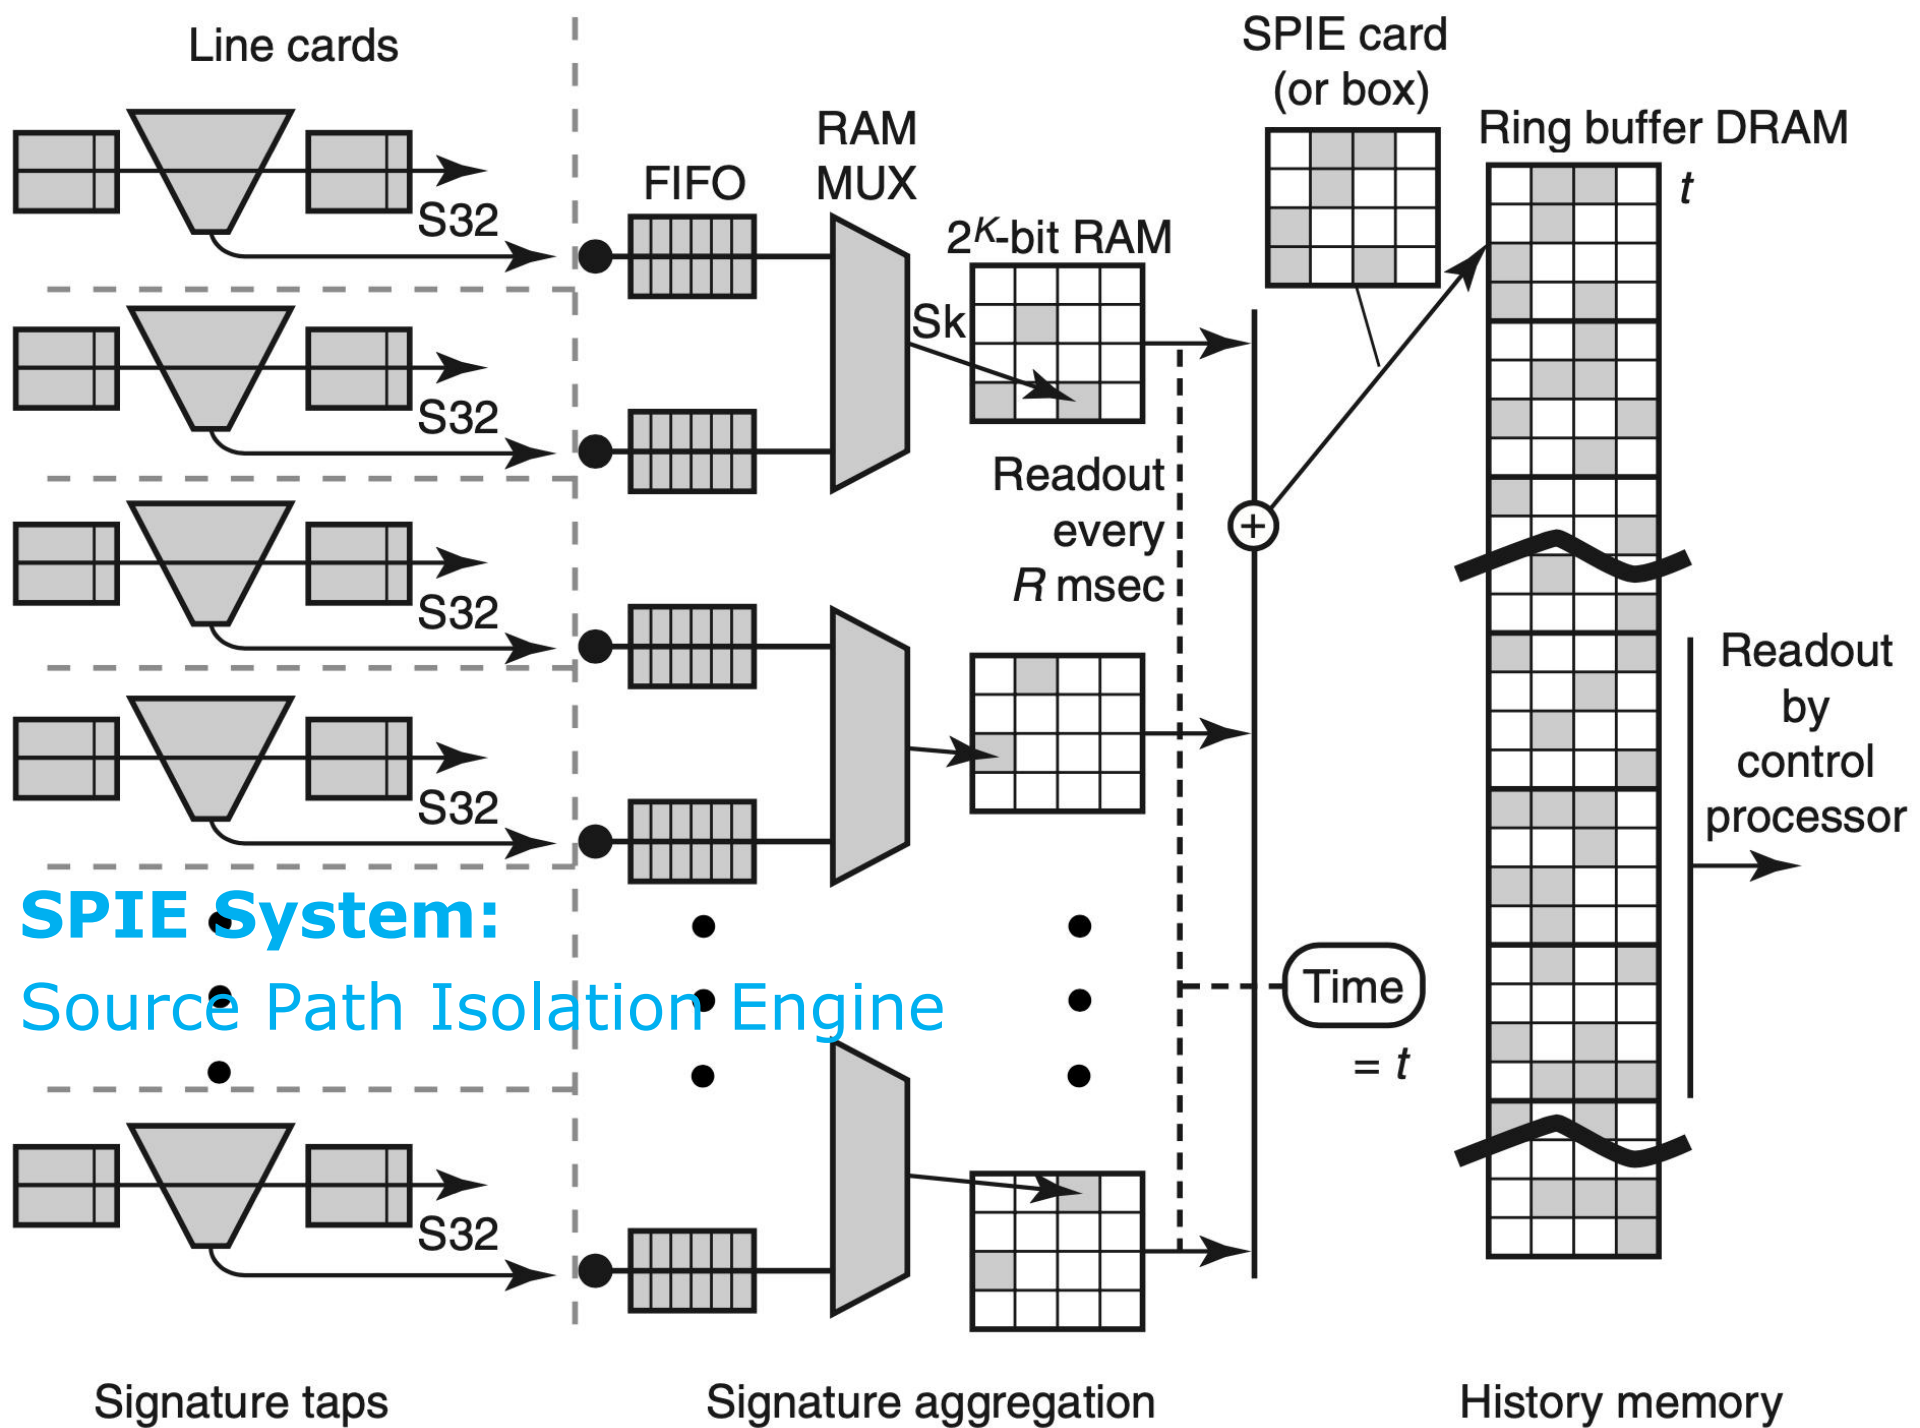 Line cards
SPIE card
(or box)
RAM
MUX
Ring buffer DRAM
FIFO
t
S32
2ᴷ-bit RAM
Sk
S32
Readout
every
R msec
S32
Readout
by
control
processor
S32
SPIE System:
Source Path Isolation Engine
Time
= t
S32
Signature taps
Signature aggregation
History memory